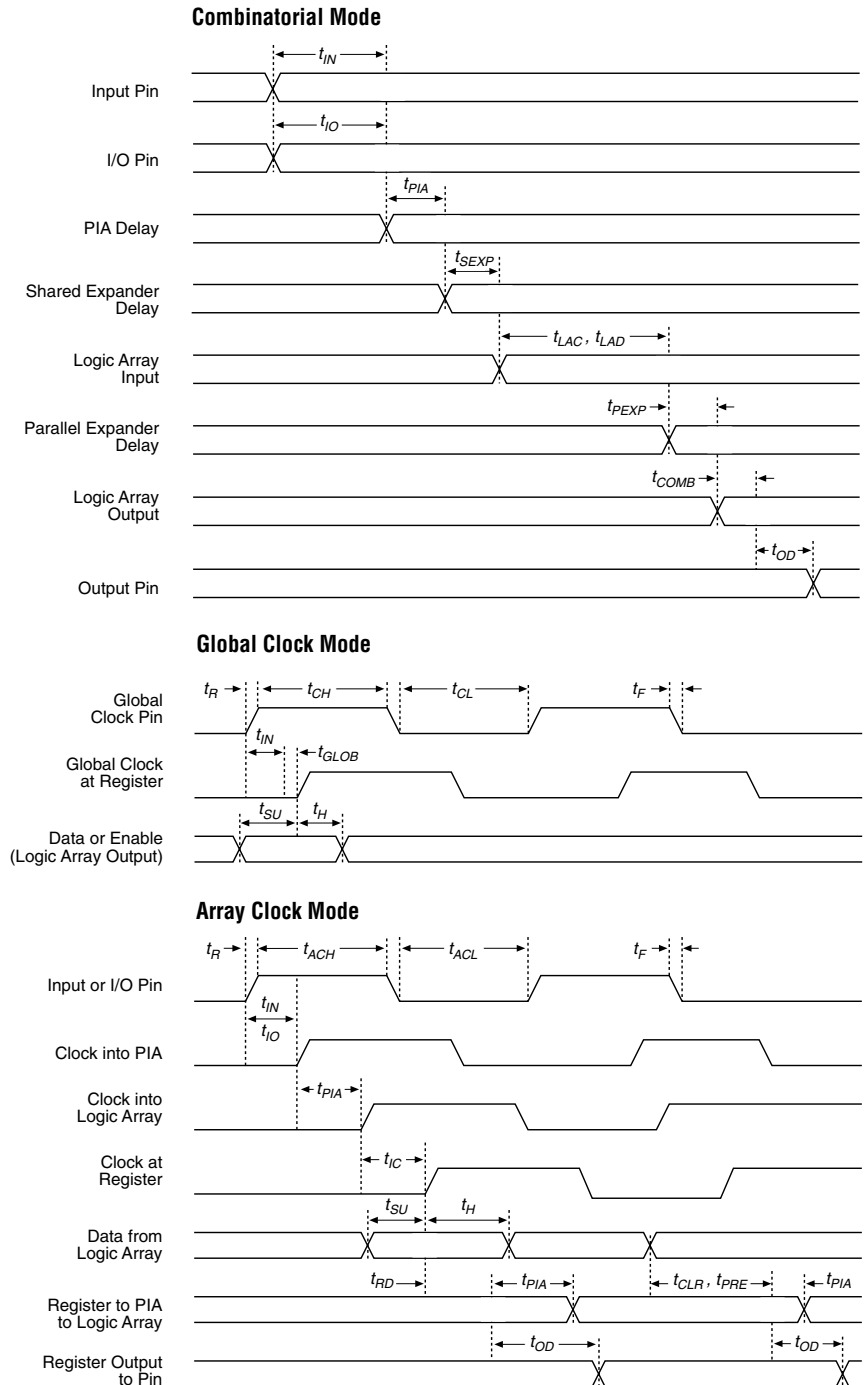 Combinatorial Mode
tIN
Input Pin
tIO
I/O Pin
tPIA
PIA Delay
tSEXP
Shared Expander
Delay
tLAC, tLAD
Logic Array
Input
tPEXP
Parallel Expander
Delay
tCOMB
Logic Array
Output
tOD
Output Pin
Global Clock Mode
tR tCH tCL tF
Global
Clock Pin
tIN tGLOB
Global Clock
at Register
tSU tH
Data or Enable
(Logic Array Output)
Array Clock Mode
tR tACH tACL tF
Input or I/O Pin
tIN
tIO
Clock into PIA
tPIA
Clock into
Logic Array
tIC
Clock at
Register
tSU tH
Data from
Logic Array
tRD tPIA tCLR, tPRE tPIA
Register to PIA
to Logic Array
tOD tOD
Register Output
to Pin